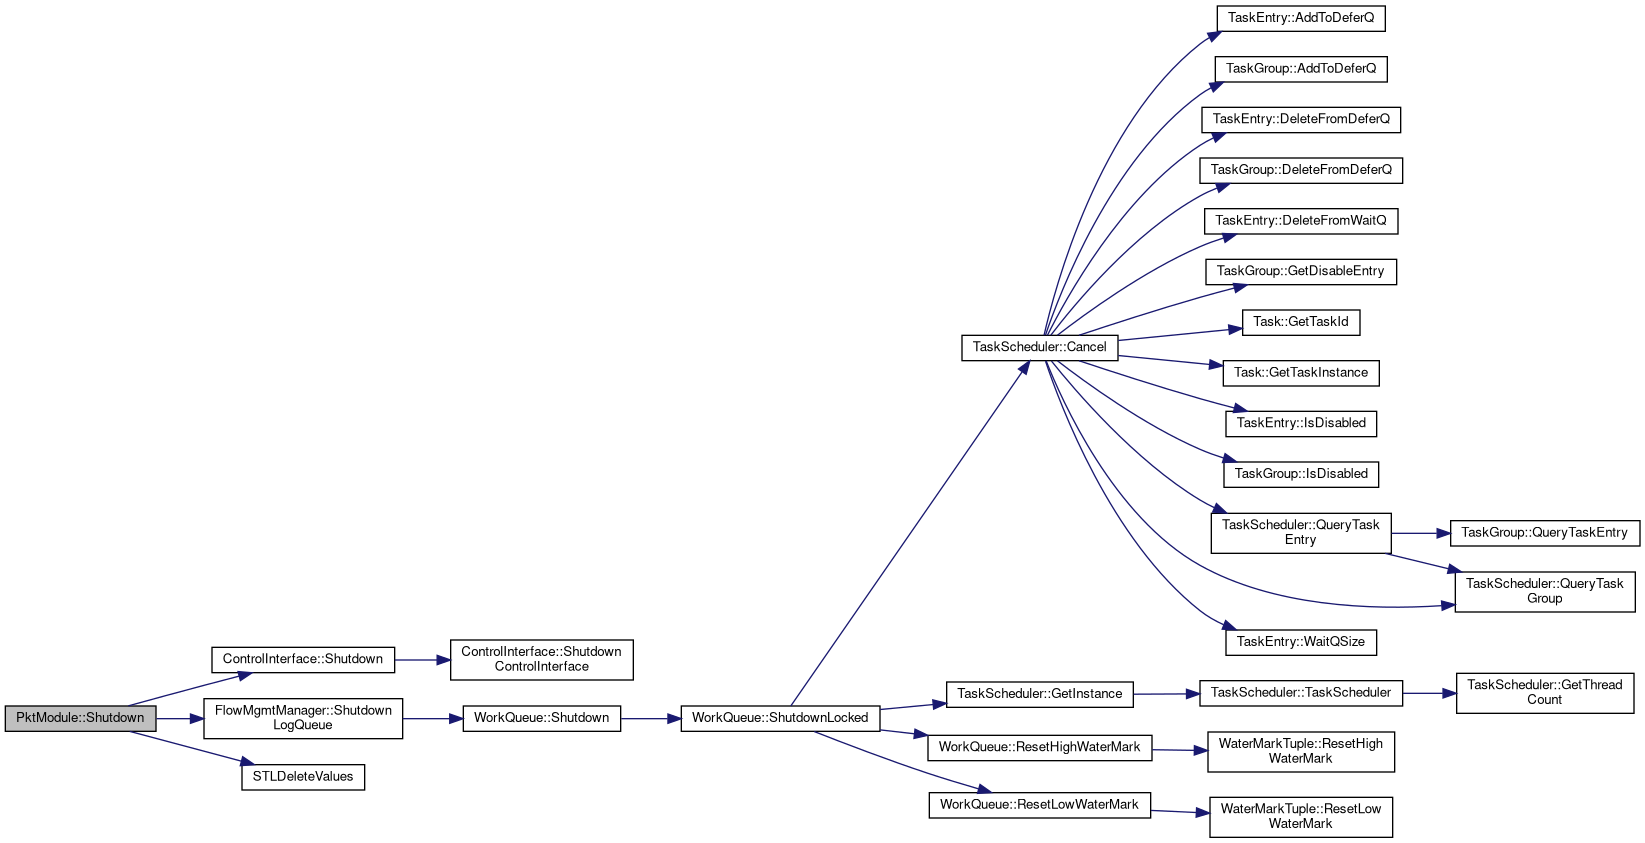 TaskEntry::AddToDeferQ
TaskGroup::AddToDeferQ
TaskEntry::DeleteFromDeferQ
TaskGroup::DeleteFromDeferQ
TaskEntry::DeleteFromWaitQ
TaskGroup::GetDisableEntry
Task::GetTaskId
TaskScheduler::Cancel
Task::GetTaskInstance
TaskEntry::IsDisabled
TaskGroup::IsDisabled
TaskScheduler::QueryTask
Entry
TaskGroup::QueryTaskEntry
TaskScheduler::QueryTask
Group
TaskEntry::WaitQSize
ControlInterface::Shutdown
ControlInterface::Shutdown
ControlInterface
PktModule::Shutdown
FlowMgmtManager::Shutdown
LogQueue
WorkQueue::Shutdown
WorkQueue::ShutdownLocked
TaskScheduler::GetInstance
TaskScheduler::TaskScheduler
TaskScheduler::GetThread
Count
WorkQueue::ResetHighWaterMark
WaterMarkTuple::ResetHigh
WaterMark
STLDeleteValues
WorkQueue::ResetLowWaterMark
WaterMarkTuple::ResetLow
WaterMark